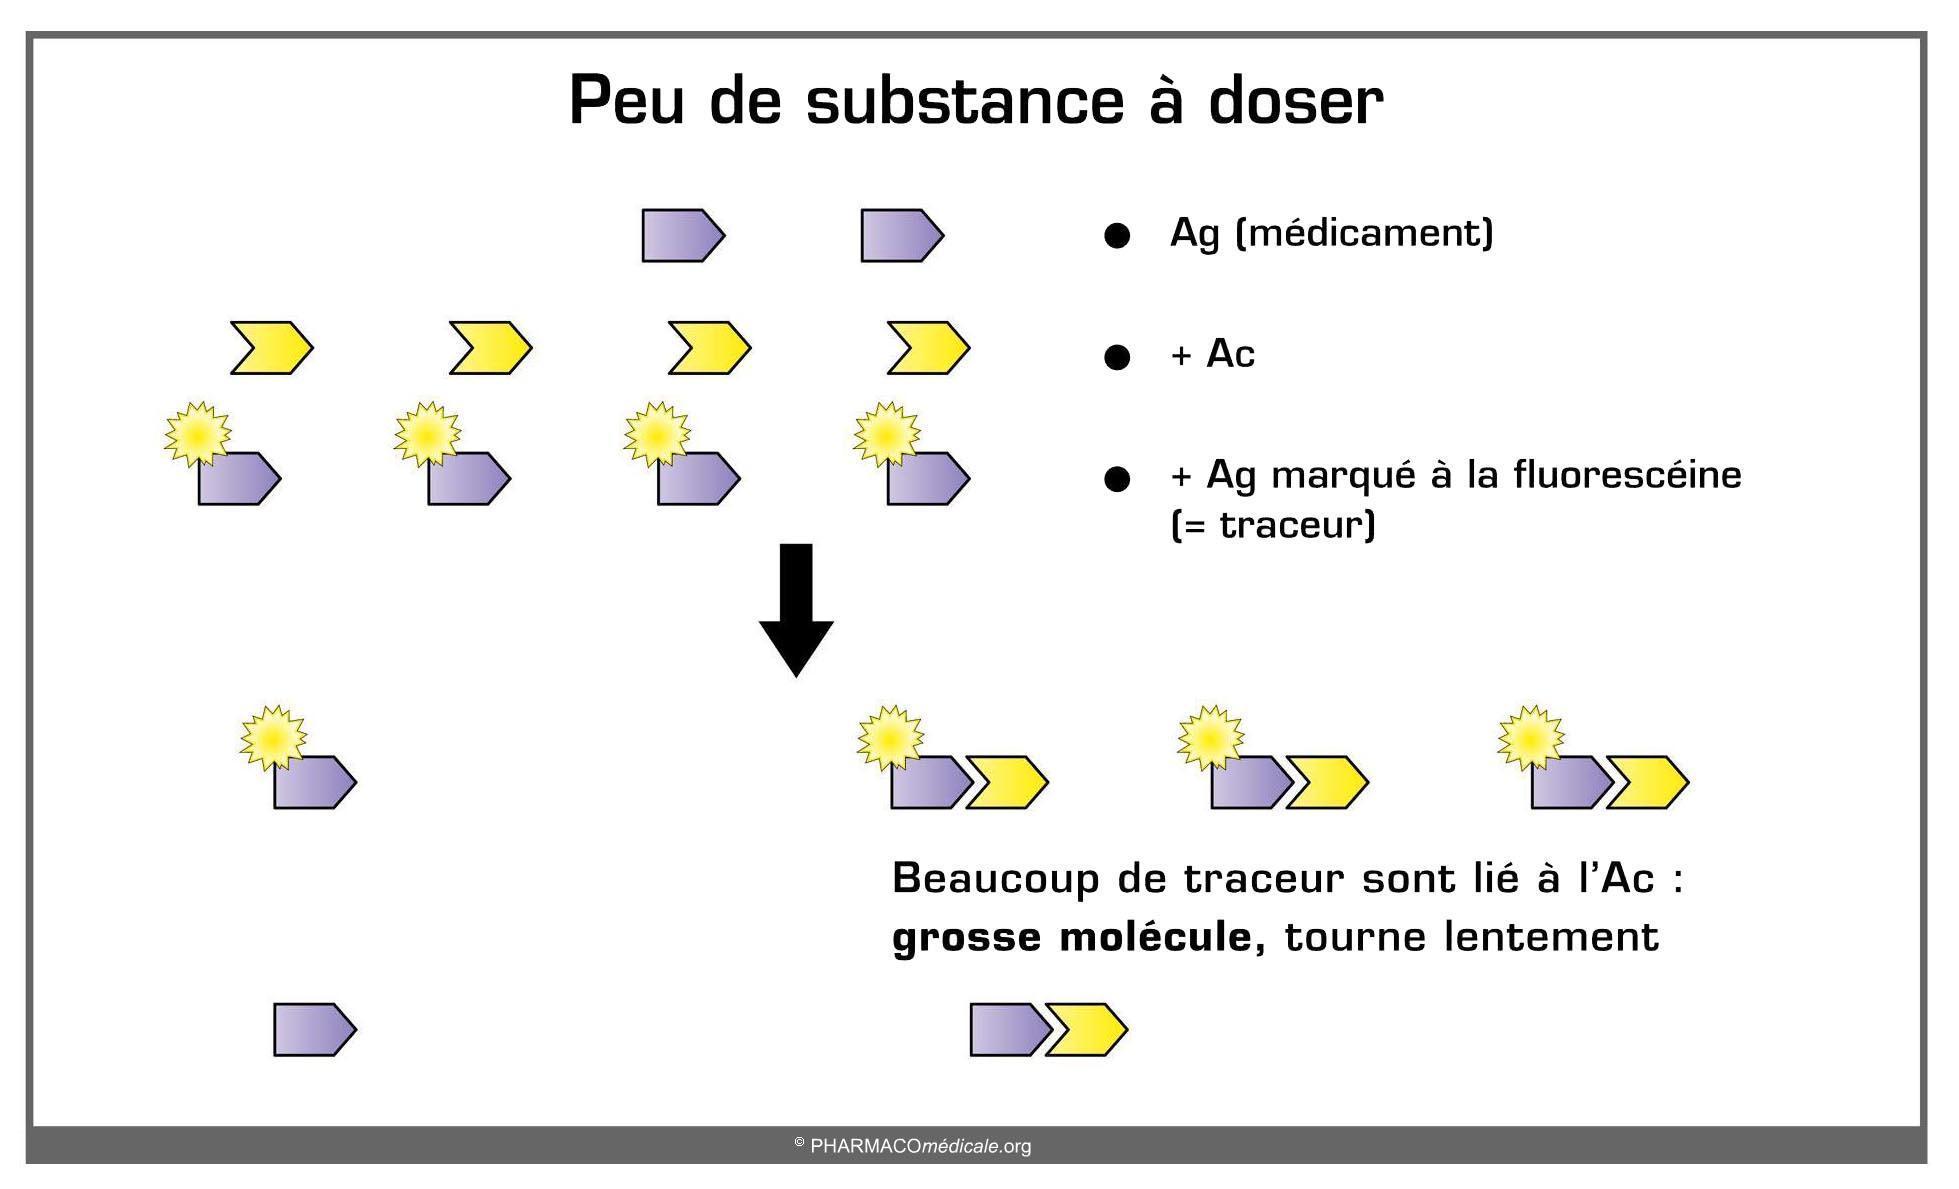 Peu de substance à doser
● Ag (médicament)
● + Ac
● + Ag marqué à la fluorescéine
(= traceur)
Beaucoup de traceur sont lié à l'Ac :
grosse molécule, tourne lentement
© PHARMACOmédicale.org